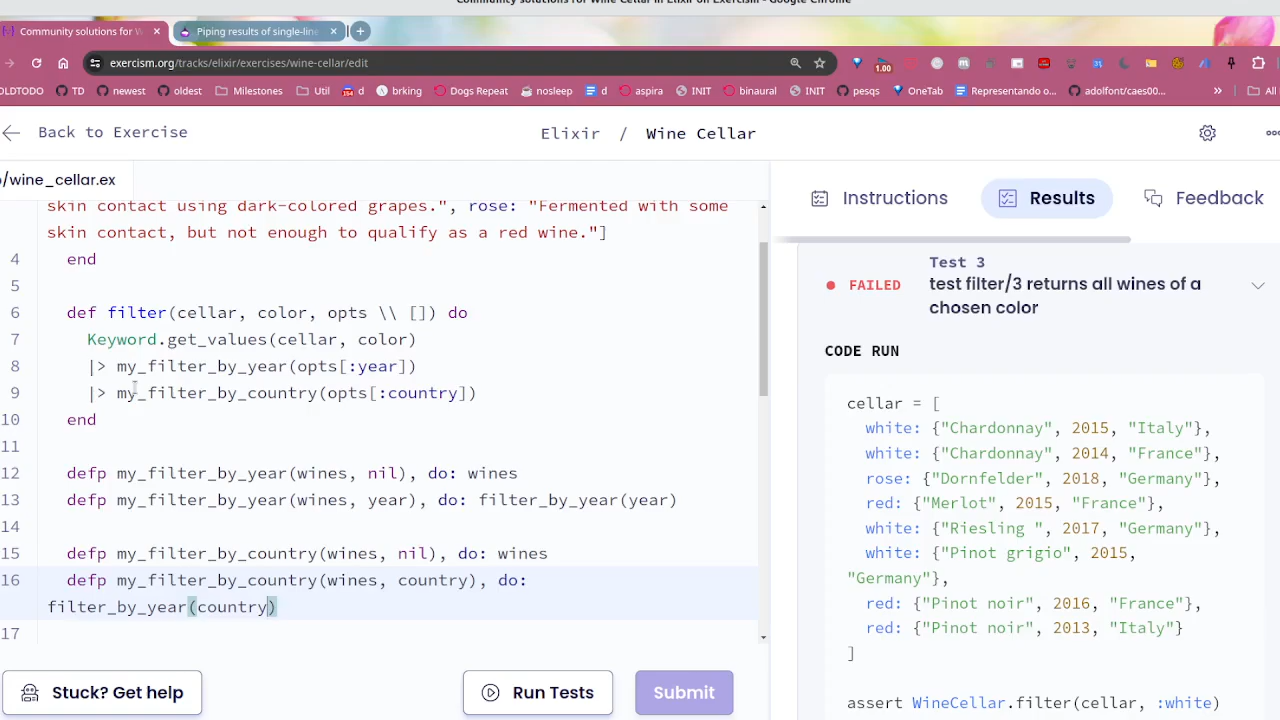 Community solutions for Wine Cellar in Elixir on Exercism - Google Chrome
Community solutions for W
Piping results of single-line
exercism.org/tracks/elixir/exercises/wine-cellar/edit
1.00
OLDTODO TD newest oldest Milestones Util d brking Dogs Repeat nosleep d aspira INIT binaural INIT pesqs OneTab Representando o... adolfont/caes00... » All
Back to Exercise
Elixir / Wine Cellar
/wine_cellar.ex
Instructions
Results
Feedback
skin contact using dark-colored grapes.", rose: "Fermented with some
skin contact, but not enough to qualify as a red wine."]
4 end
5
6 def filter(cellar, color, opts \\ []) do
7 Keyword.get_values(cellar, color)
8 |> my_filter_by_year(opts[:year])
9 |> my_filter_by_country(opts[:country])
10 end
11
12 defp my_filter_by_year(wines, nil), do: wines
13 defp my_filter_by_year(wines, year), do: filter_by_year(year)
14
15 defp my_filter_by_country(wines, nil), do: wines
16 defp my_filter_by_country(wines, country), do:
filter_by_year(country)
17
Stuck? Get help
Run Tests
Submit
Test 3
FAILED
test filter/3 returns all wines of a
chosen color
CODE RUN
cellar = [
white: {"Chardonnay", 2015, "Italy"},
white: {"Chardonnay", 2014, "France"},
rose: {"Dornfelder", 2018, "Germany"},
red: {"Merlot", 2015, "France"},
white: {"Riesling ", 2017, "Germany"},
white: {"Pinot grigio", 2015,
"Germany"},
red: {"Pinot noir", 2016, "France"},
red: {"Pinot noir", 2013, "Italy"}
]
assert WineCellar.filter(cellar, :white)